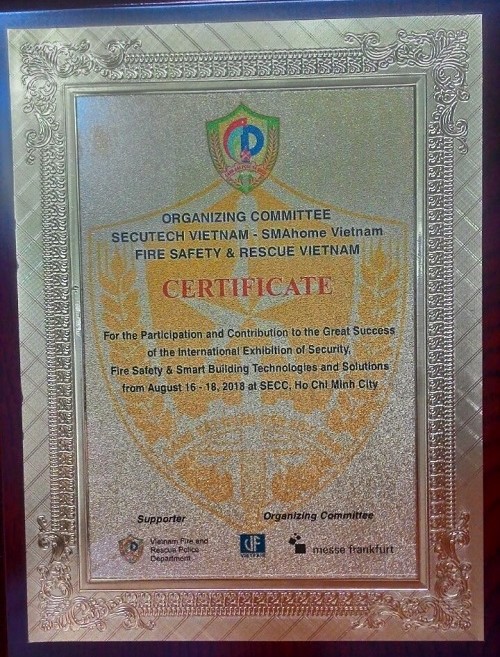 ORGANIZING COMMITTEE
SECUTECH VIETNAM - SMAhome Vietnam
FIRE SAFETY & RESCUE VIETNAM
CERTIFICATE
For the Participation and Contribution to the Great Success
of the International Exhibition of Security,
Fire Safety & Smart Building Technologies and Solutions
from August 16 - 18, 2018 at SECC, Ho Chi Minh City
Supporter
Organizing Committee
Vietnam Fire and
Rescue Police
Department
messe frankfurt